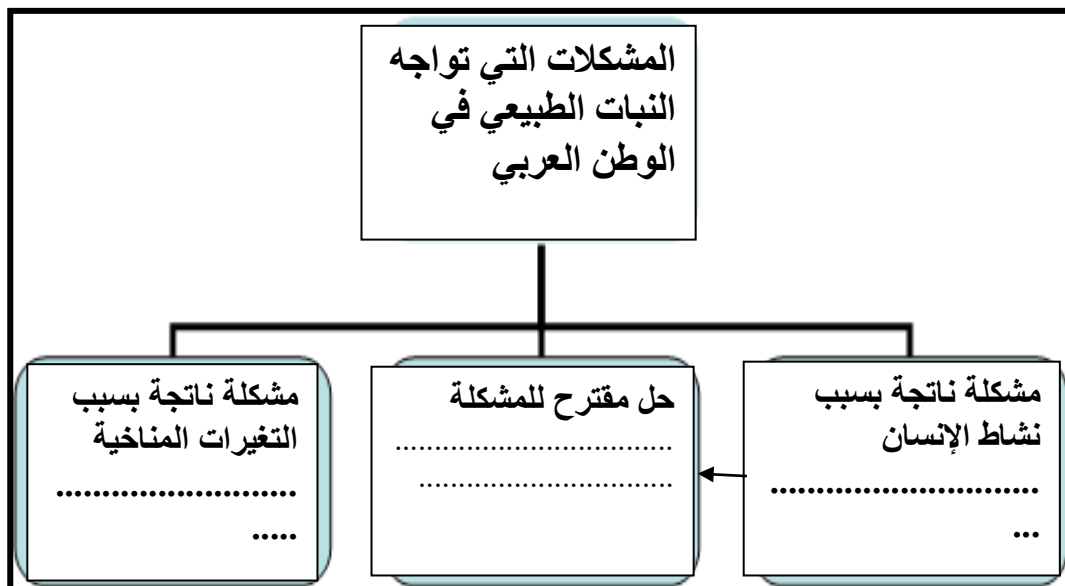 المشكلات التي تواجه
النبات الطبيعي في
الوطن العربي
مشكلة ناتجة بسبب
نشاط الإنسان
.............................
...
حل مقترح للمشكلة
................................
.............................
مشكلة ناتجة بسبب
التغيرات المناخية
..........................
.....